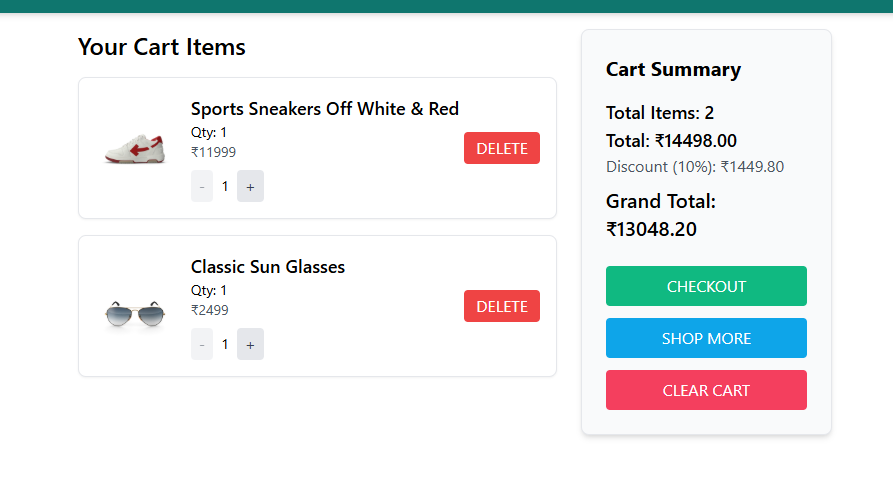 Your Cart Items
Sports Sneakers Off White & Red
Qty: 1
₹11999
DELETE
- 1 +
Classic Sun Glasses
Qty: 1
₹2499
DELETE
- 1 +
Cart Summary
Total Items: 2
Total: ₹14498.00
Discount (10%): ₹1449.80
Grand Total:
₹13048.20
CHECKOUT
SHOP MORE
CLEAR CART